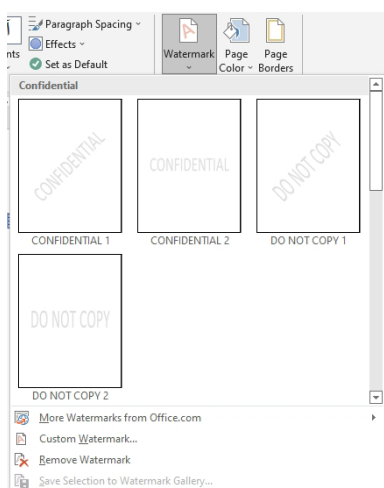 Paragraph Spacing
Effects
nts
Set as Default
Watermark
Page Color
Page Borders
Confidential
CONFIDENTIAL
CONFIDENTIAL
DO NOT COPY
CONFIDENTIAL 1
CONFIDENTIAL 2
DO NOT COPY 1
DO NOT COPY
DO NOT COPY 2
More Watermarks from Office.com
Custom Watermark...
Remove Watermark
Save Selection to Watermark Gallery...